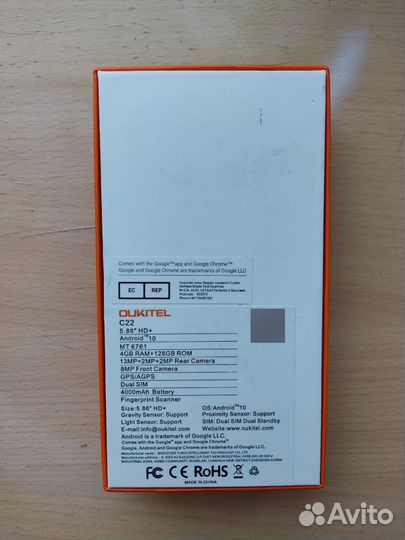 Comes with the Google™ app and Google Chrome™
Google and Google Chrome are trademarks of Google LLC
EC REP
OUKITEL
C22
5.86" HD+
Android™10
MT 6761
4GB RAM+128GB ROM
13MP+2MP+2MP Rear Camera
8MP Front Camera
GPS/AGPS
Dual SIM
4000mAh Battery
Fingerprint Scanner
Size:5.86" HD+ OS:Android™10
Gravity Sensor: Support Proximity Sensor: Support
Light Sensor: Support SIM: Dual SIM Dual Standby
E-mail:info@oukitel.com Website:www.oukitel.com
Android is a trademark of Google LLC.
Comes with the Google™ app and Google Chrome™
Google, Android and Google Chrome are trademarks of Google LLC.
FC CE RoHS
MADE IN CHINA
Avito